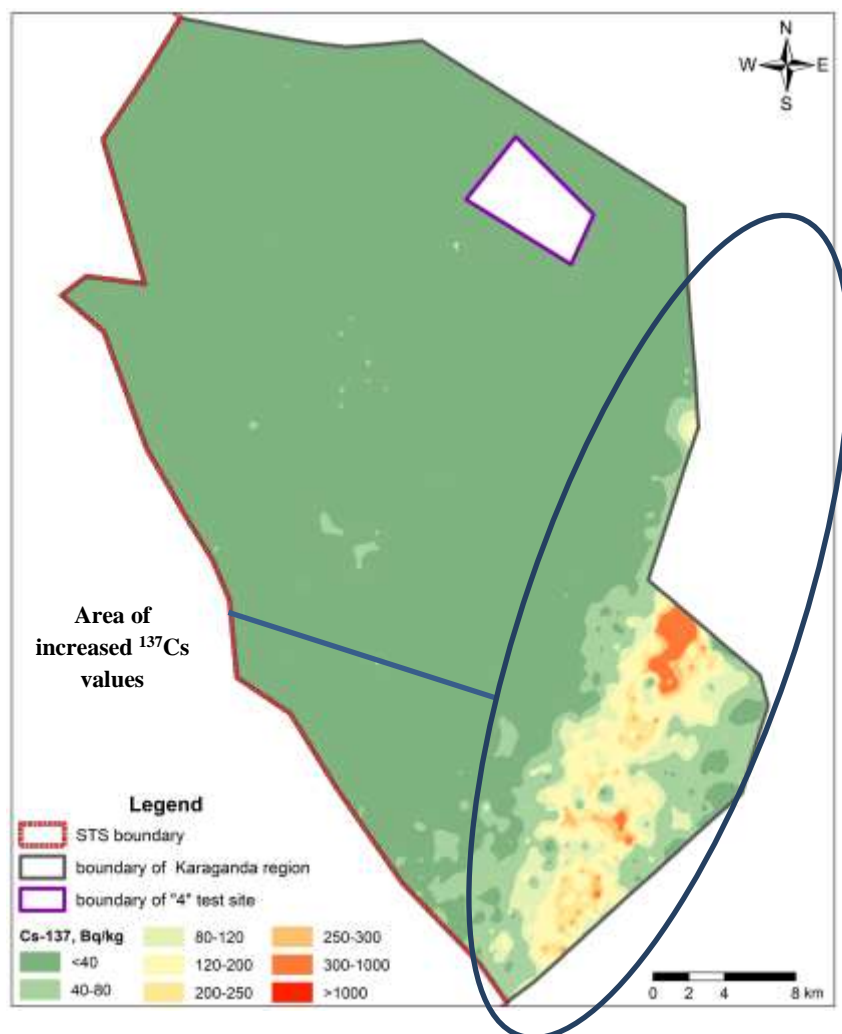 N
W E
S
Area of
increased ¹³⁷Cs
values
Legend
STS boundary
boundary of Karaganda region
boundary of "4" test site
Cs-137, Bq/kg
<40
40-80
80-120
120-200
200-250
250-300
300-1000
>1000
0 2 4 8 km